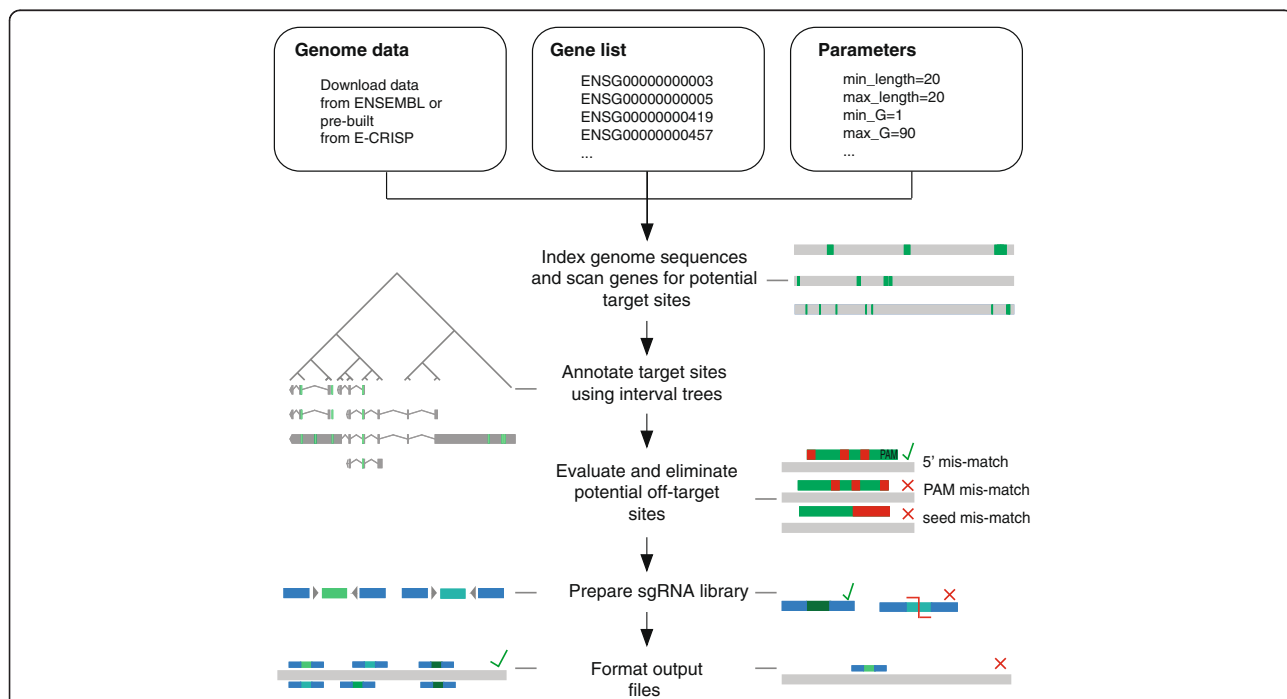 Genome data
Download data
from ENSEMBL or
pre-built
from E-CRISP
Gene list
ENSG00000000003
ENSG00000000005
ENSG00000000419
ENSG00000000457
...
Parameters
min_length=20
max_length=20
min_G=1
max_G=90
...
Index genome sequences
and scan genes for potential
target sites
Annotate target sites
using interval trees
Evaluate and eliminate
potential off-target
sites
PAM
5' mis-match
PAM mis-match
seed mis-match
Prepare sgRNA library
Format output
files